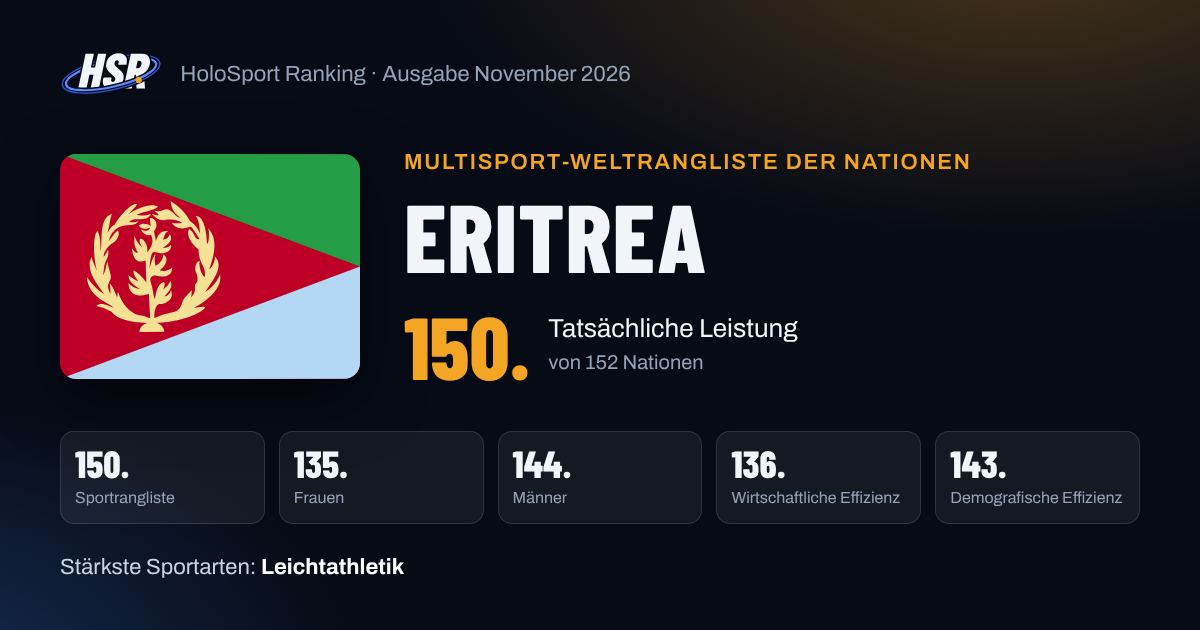 HSR
HoloSport Ranking · Ausgabe November 2026
MULTISPORT-WELTRANGLISTE DER NATIONEN
ERITREA
150.
Tatsächliche Leistung
von 152 Nationen
150.
Sportrangliste
135.
Frauen
144.
Männer
136.
Wirtschaftliche Effizienz
143.
Demografische Effizienz
Stärkste Sportarten: Leichtathletik